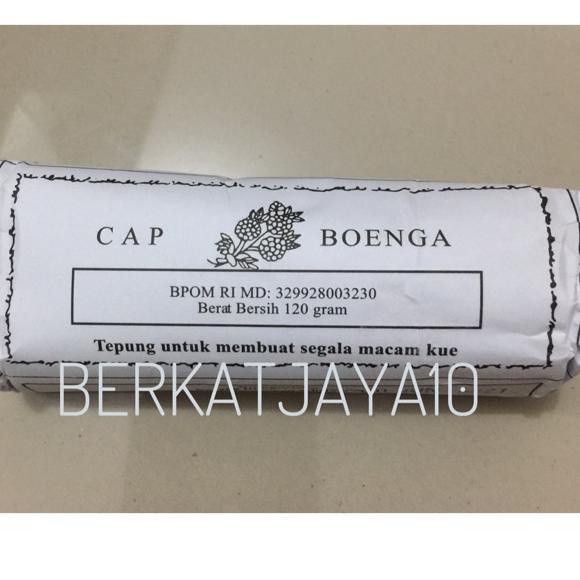 CAP BOENGA
BPOM RI MD: 329928003230
Berat Bersih 120 gram
Tepung untuk membuat segala macam kue
BERKATJAYA10